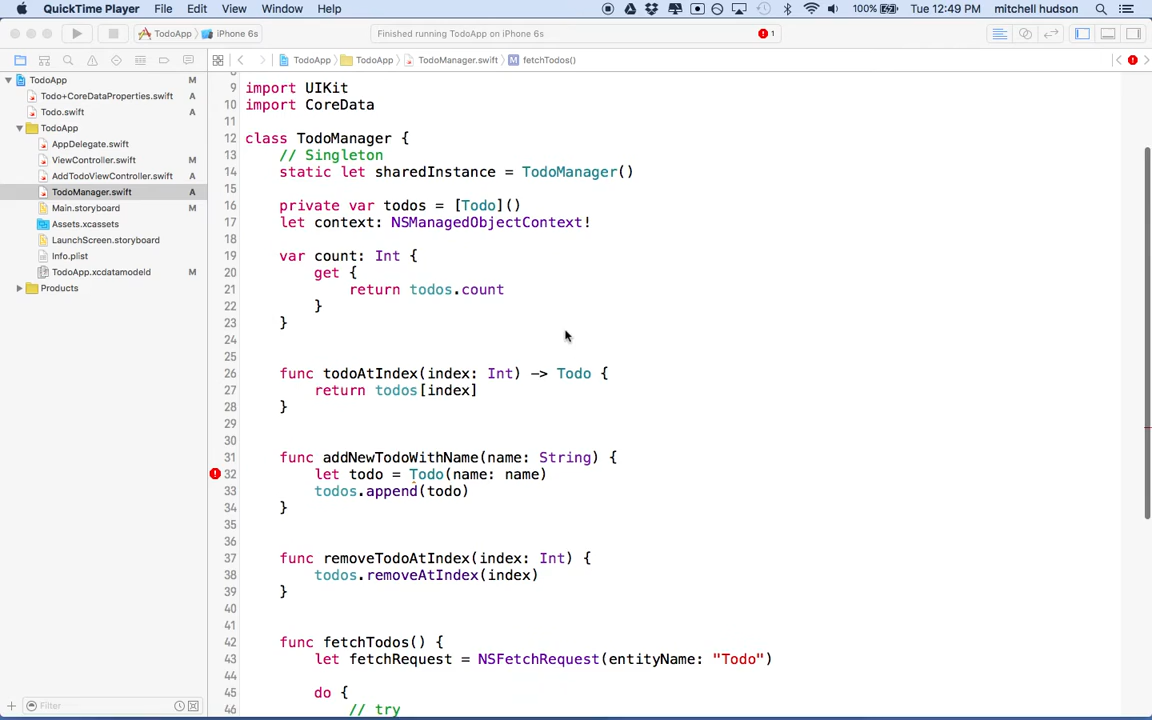 QuickTime Player File Edit View Window Help 100% Tue 12:49 PM mitchell hudson
TodoApp iPhone 6s Finished running TodoApp on iPhone 6s 1
TodoApp TodoApp TodoManager.swift M fetchTodos()
TodoApp M
Todo+CoreDataProperties.swift A
Todo.swift A
TodoApp
AppDelegate.swift
ViewController.swift M
AddTodoViewController.swift A
TodoManager.swift A
Main.storyboard M
Assets.xcassets
LaunchScreen.storyboard
Info.plist
TodoApp.xcdatamodeld M
Products
Filter
9 import UIKit
10 import CoreData
11
12 class TodoManager {
13 // Singleton
14 static let sharedInstance = TodoManager()
15
16 private var todos = [Todo]()
17 let context: NSManagedObjectContext!
18
19 var count: Int {
20 get {
21 return todos.count
22 }
23 }
24
25
26 func todoAtIndex(index: Int) -> Todo {
27 return todos[index]
28 }
29
30
31 func addNewTodoWithName(name: String) {
32 let todo = Todo(name: name)
33 todos.append(todo)
34 }
35
36
37 func removeTodoAtIndex(index: Int) {
38 todos.removeAtIndex(index)
39 }
40
41
42 func fetchTodos() {
43 let fetchRequest = NSFetchRequest(entityName: "Todo")
44
45 do {
46 // try